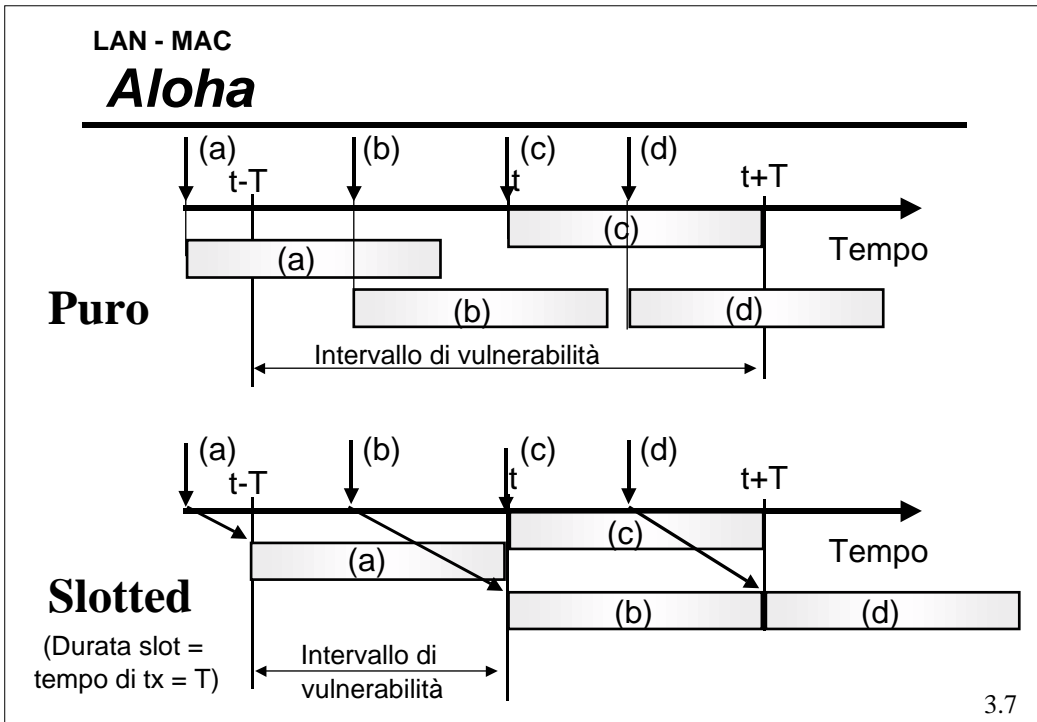 LAN - MAC
Aloha
(a) (b) (c) (d)
t-T t t+T
(c)
Tempo
(a)
Puro
(b) (d)
Intervallo di vulnerabilità
(a) (b) (c) (d)
t-T t t+T
(c)
Tempo
(a)
Slotted
(b) (d)
(Durata slot =
tempo di tx = T)
Intervallo di
vulnerabilità
3.7